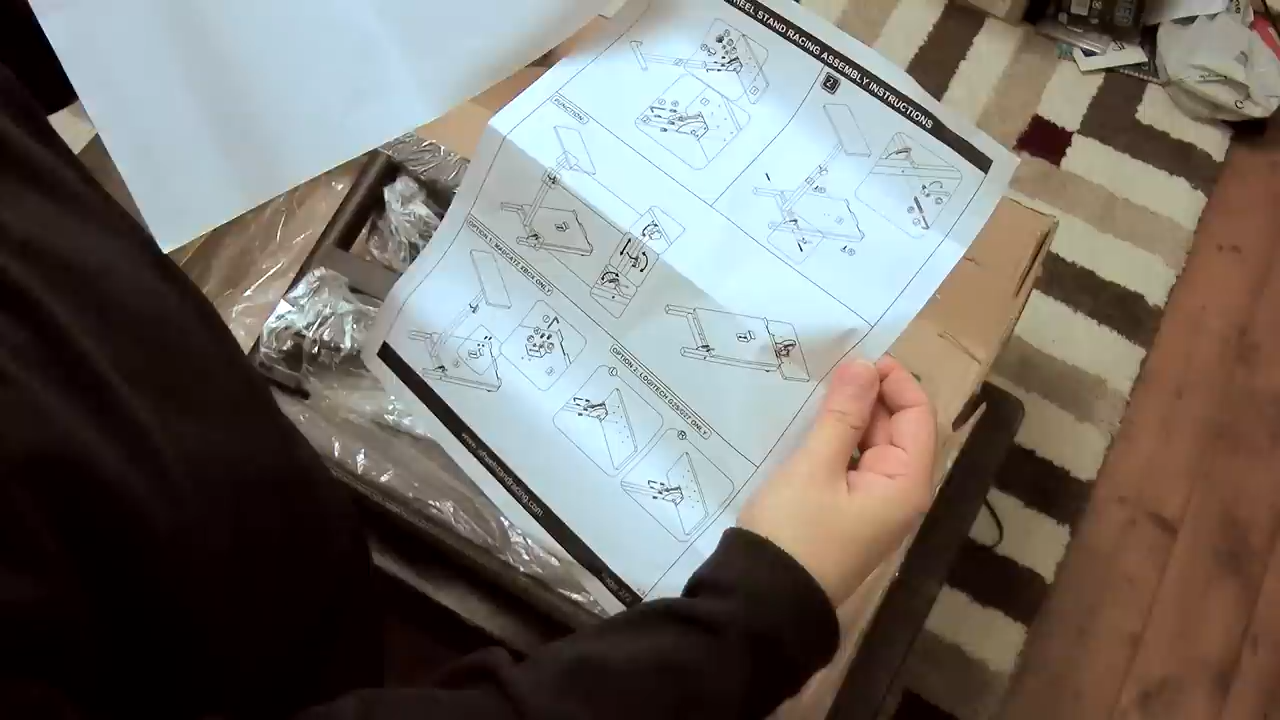 HEEL STAND RACING ASSEMBLY INSTRUCTIONS
2
FUNCTION
OPTION 1: MADCATZ XBOX ONLY
OPTION 2: LOGITECH G25/G27 ONLY
L
R
www.wheelstandracing.com